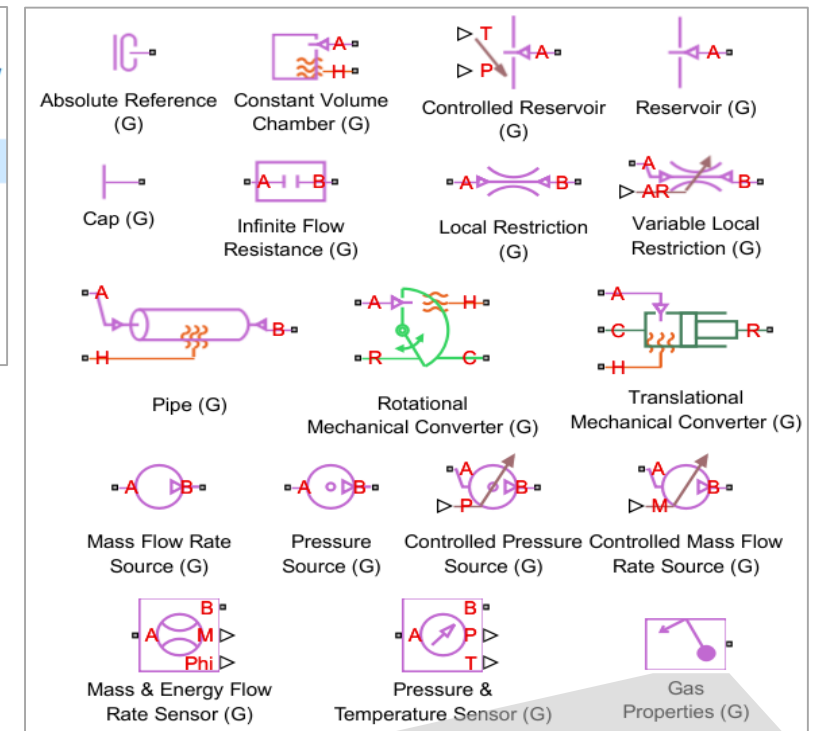 A
H
T
P
A
A
Absolute Reference
(G)
Constant Volume
Chamber (G)
Controlled Reservoir
(G)
Reservoir (G)
A
B
A
B
A
AR
B
Cap (G)
Infinite Flow
Resistance (G)
Local Restriction
(G)
Variable Local
Restriction (G)
A
B
H
A
H
R
C
A
C
R
H
Pipe (G)
Rotational
Mechanical Converter (G)
Translational
Mechanical Converter (G)
A
B
A
B
A
P
B
A
M
B
Mass Flow Rate
Source (G)
Pressure
Source (G)
Controlled Pressure
Source (G)
Controlled Mass Flow
Rate Source (G)
B
A
M
Phi
B
A
P
T
Mass & Energy Flow
Rate Sensor (G)
Pressure &
Temperature Sensor (G)
Gas
Properties (G)